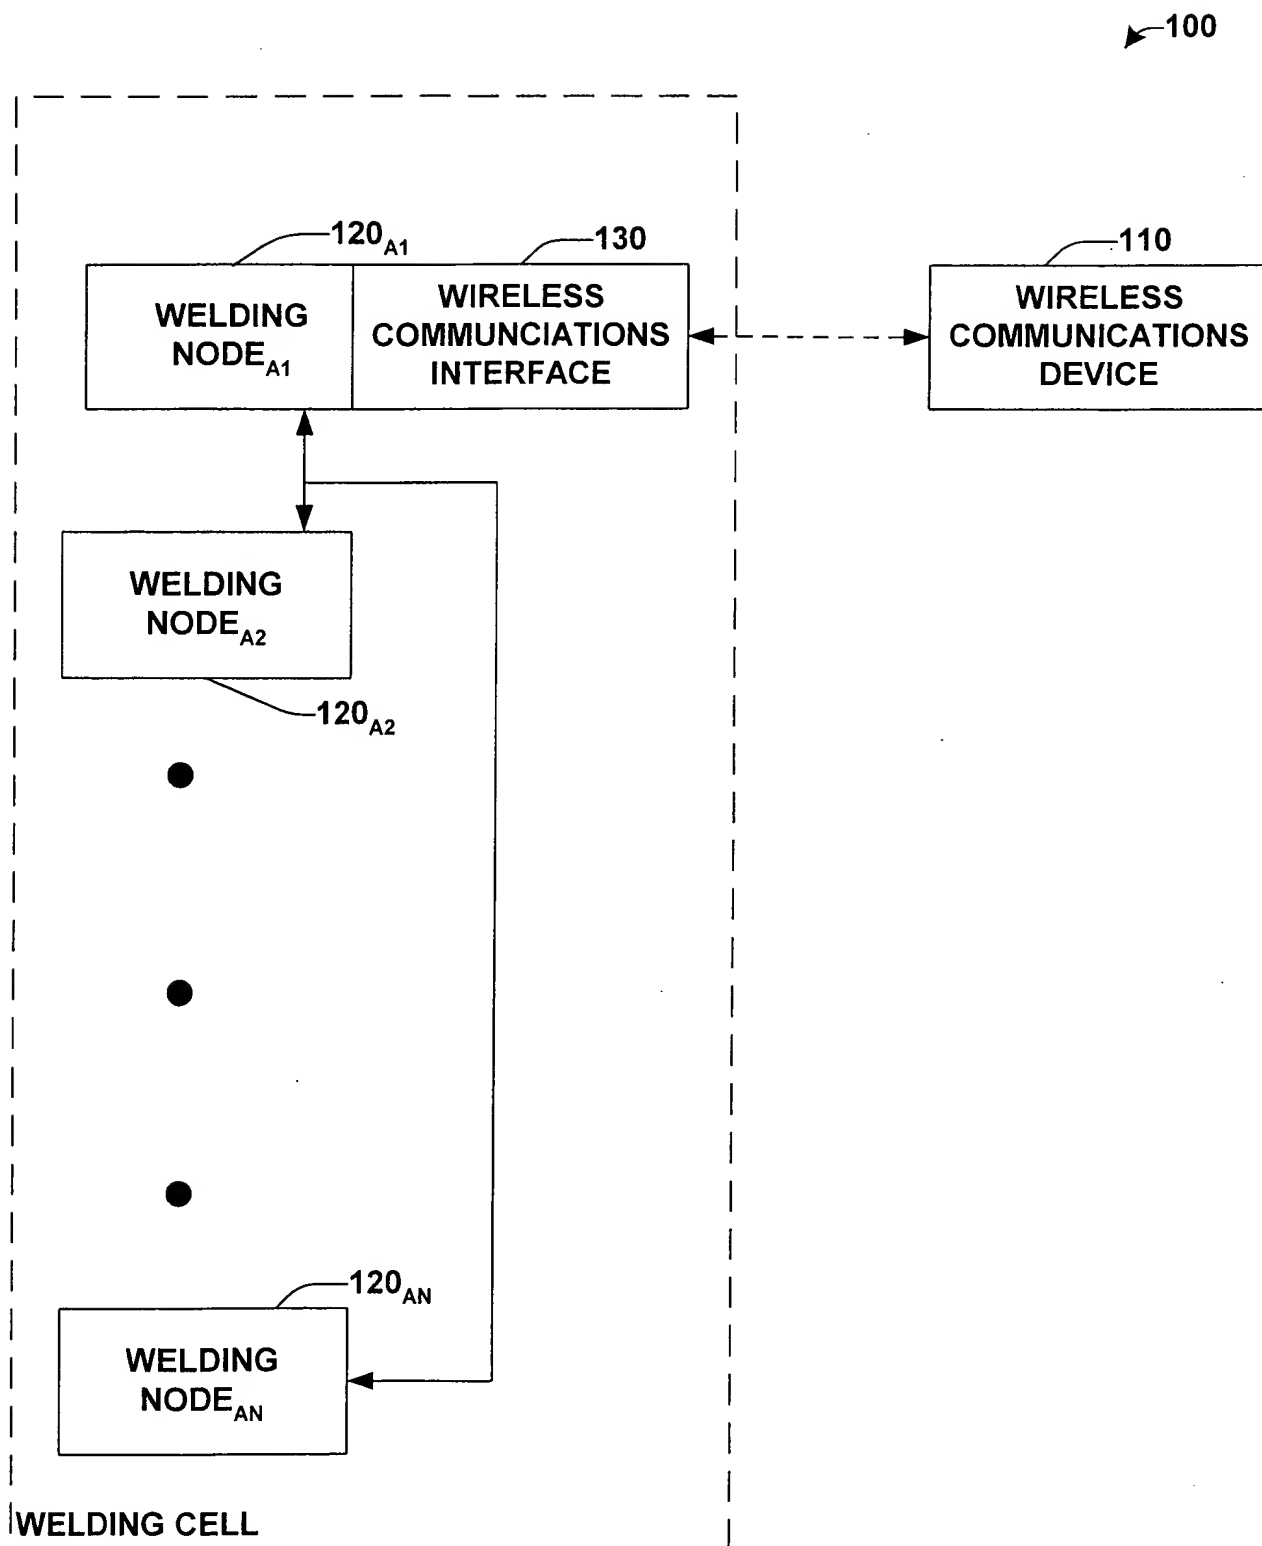 100
120A1
130
110
WELDING
NODEA1
WIRELESS
COMMUNCIATIONS
INTERFACE
WIRELESS
COMMUNICATIONS
DEVICE
WELDING
NODEA2
120A2
120AN
WELDING
NODEAN
WELDING CELL